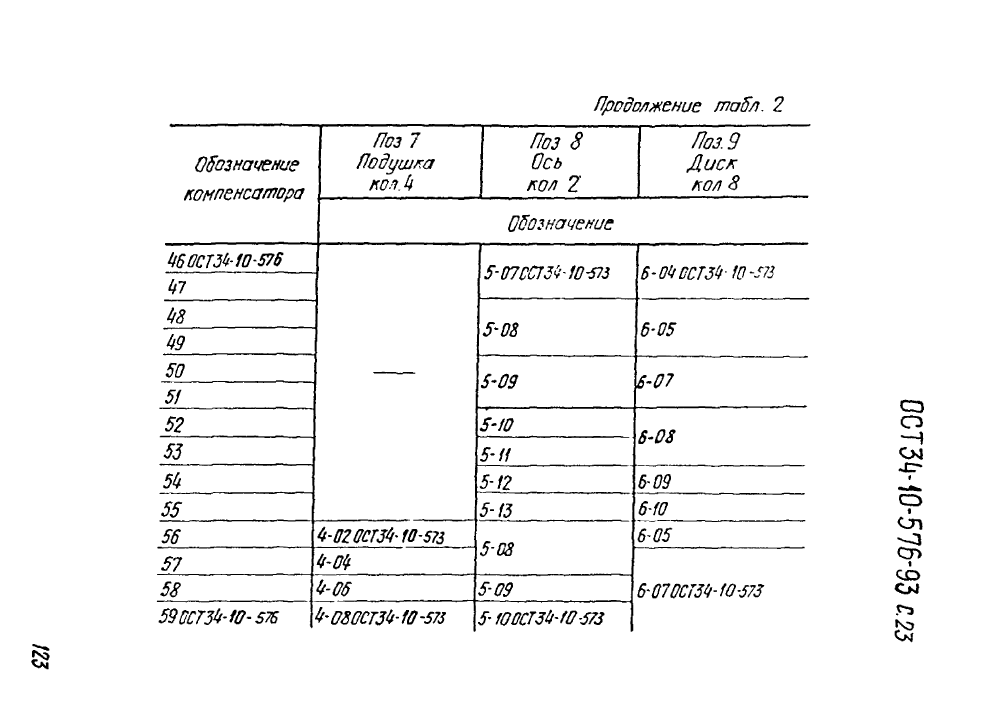 Продолжение табл. 2
Обозначение компенсатора | Поз 7 Подушка кол. 4 | Поз 8 Ось кол 2 | Поз. 9 Диск кол 8
Обозначение
46 ОСТ34-10-576 | — | 5-07 ОСТ34-10-573 | 6-04 ОСТ34-10-573
47
48 | 5-08 | 6-05
49
50 | 5-09 | 6-07
51
52 | 5-10 | 6-08
53 | 5-11
54 | 5-12 | 6-09
55 | 5-13 | 6-10
56 | 4-02 ОСТ34-10-573 | 5-08 | 6-05
57 | 4-04 | 6-07 ОСТ34-10-573
58 | 4-06 | 5-09
59 ОСТ34-10-576 | 4-08 ОСТ34-10-573 | 5-10 ОСТ34-10-573
ОСТ34-10-576-93 с.23
123